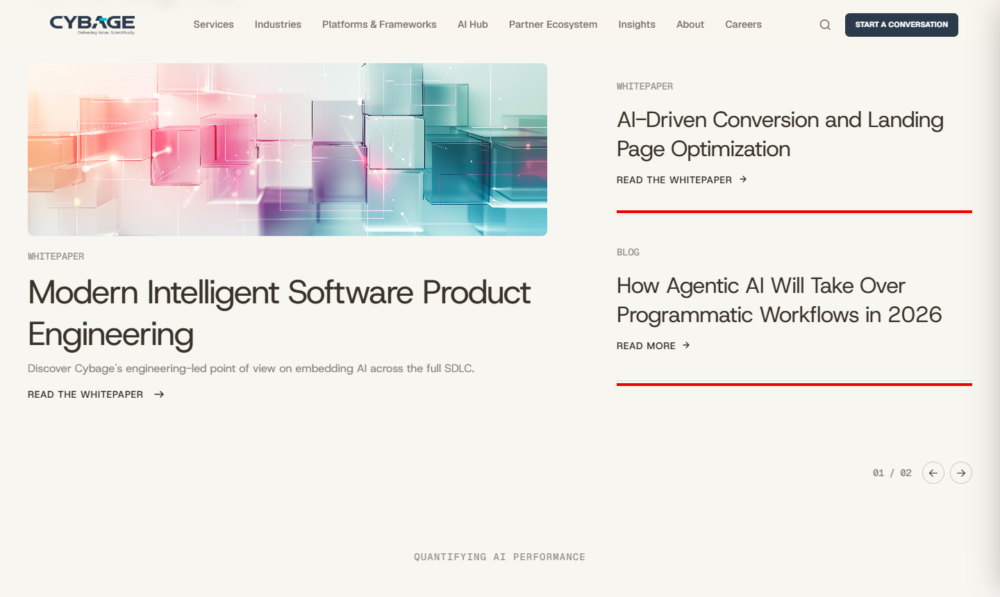 CYBAGE
Delivering Value. Scientifically.
Services
Industries
Platforms & Frameworks
AI Hub
Partner Ecosystem
Insights
About
Careers
START A CONVERSATION
WHITEPAPER
Modern Intelligent Software Product
Engineering
Discover Cybage's engineering-led point of view on embedding AI across the full SDLC.
READ THE WHITEPAPER →
WHITEPAPER
AI-Driven Conversion and Landing
Page Optimization
READ THE WHITEPAPER →
BLOG
How Agentic AI Will Take Over
Programmatic Workflows in 2026
READ MORE →
01 / 02 ← →
QUANTIFYING AI PERFORMANCE